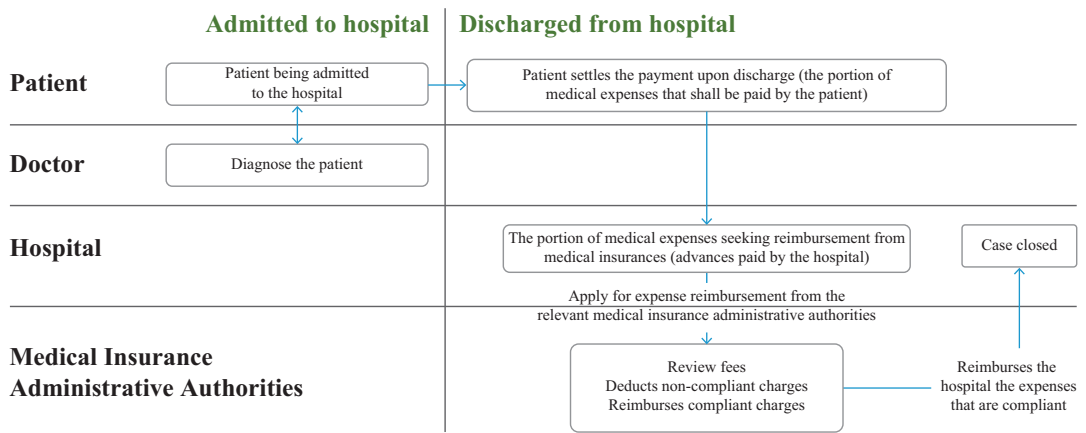 Admitted to hospital
Discharged from hospital
Patient
Patient being admitted
to the hospital
Patient settles the payment upon discharge (the portion of
medical expenses that shall be paid by the patient)
Doctor
Diagnose the patient
Hospital
The portion of medical expenses seeking reimbursement from
medical insurances (advances paid by the hospital)
Case closed
Apply for expense reimbursement from the
relevant medical insurance administrative authorities
Medical Insurance
Administrative Authorities
Review fees
Deducts non-compliant charges
Reimburses compliant charges
Reimburses the
hospital the expenses
that are compliant